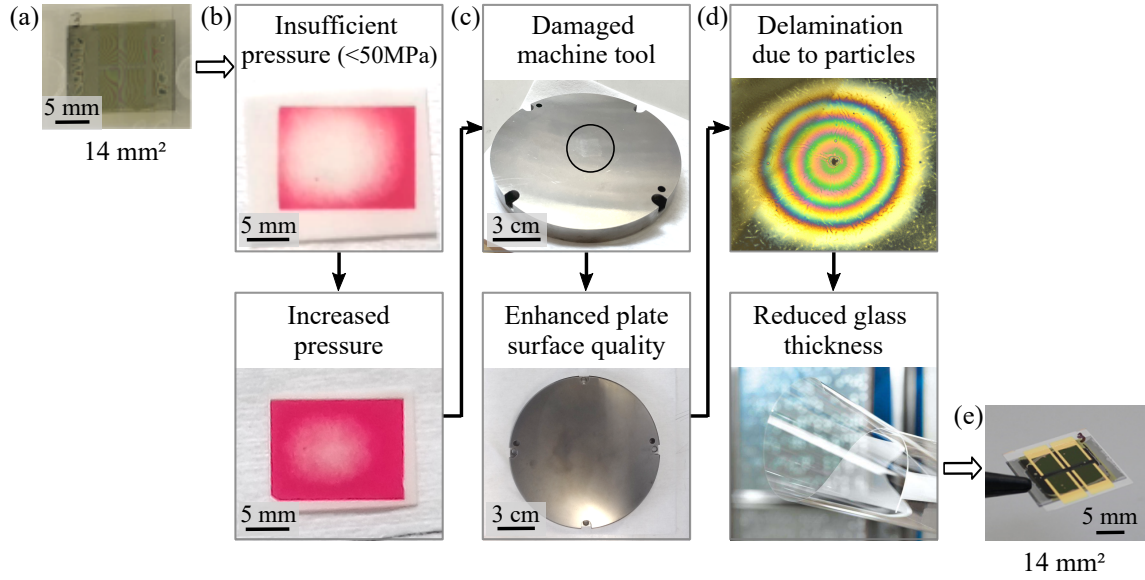 (a)
5 mm
14 mm²
(b)
Insufficient
pressure (<50MPa)
5 mm
Increased
pressure
5 mm
(c)
Damaged
machine tool
3 cm
Enhanced plate
surface quality
3 cm
(d)
Delamination
due to particles
Reduced glass
thickness
(e)
5 mm
14 mm²